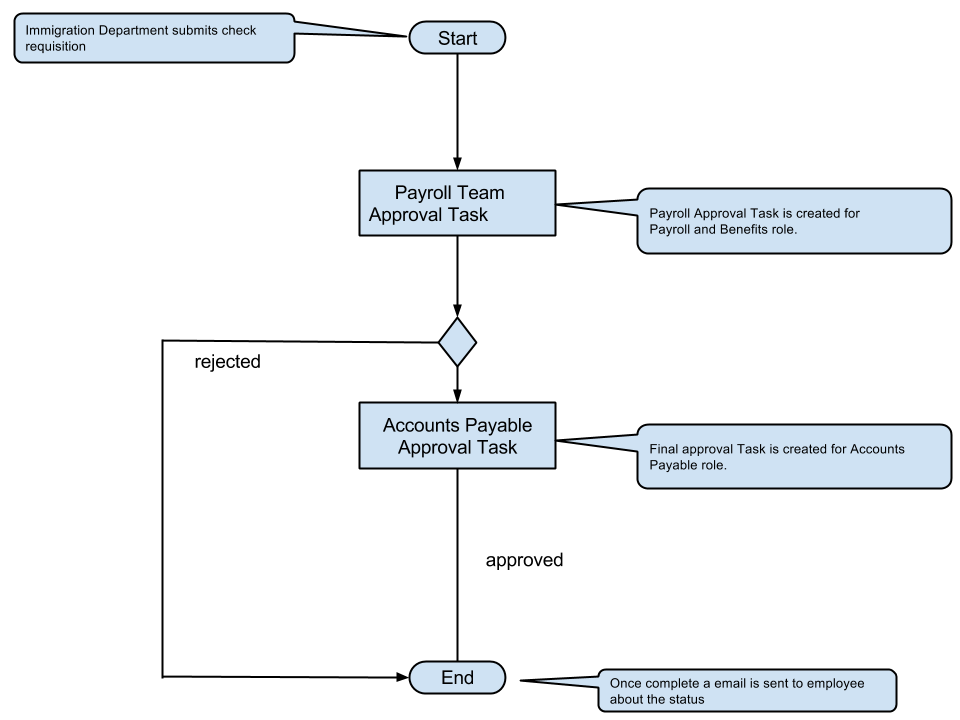 Immigration Department submits check
requisition
Start
Payroll Team
Approval Task
Payroll Approval Task is created for
Payroll and Benefits role.
rejected
Accounts Payable
Approval Task
Final approval Task is created for Accounts
Payable role.
approved
End
Once complete a email is sent to employee
about the status